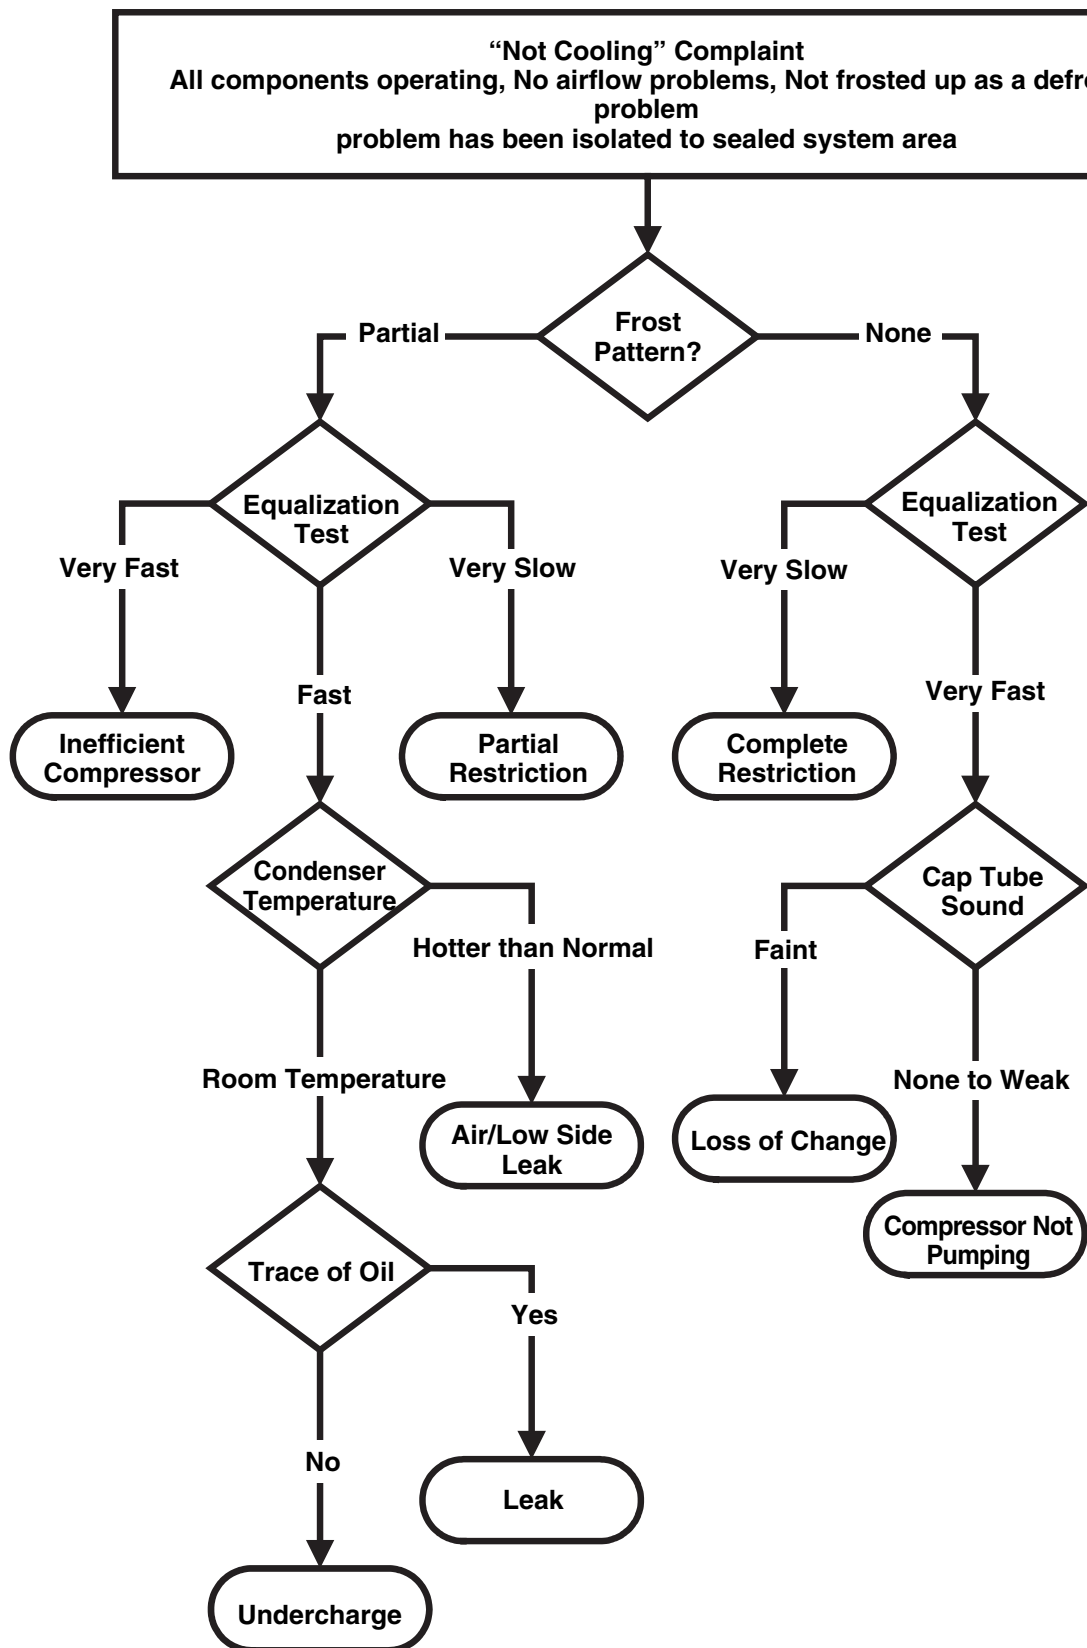 “Not Cooling” Complaint
All components operating, No airflow problems, Not frosted up as a defro
problem
problem has been isolated to sealed system area
Frost
Pattern?
Partial
None
Equalization
Test
Equalization
Test
Very Fast
Very Slow
Very Slow
Fast
Very Fast
Inefficient
Compressor
Partial
Restriction
Complete
Restriction
Condenser
Temperature
Cap Tube
Sound
Hotter than Normal
Faint
Room Temperature
None to Weak
Air/Low Side
Leak
Loss of Change
Compressor Not
Pumping
Trace of Oil
Yes
No
Leak
Undercharge